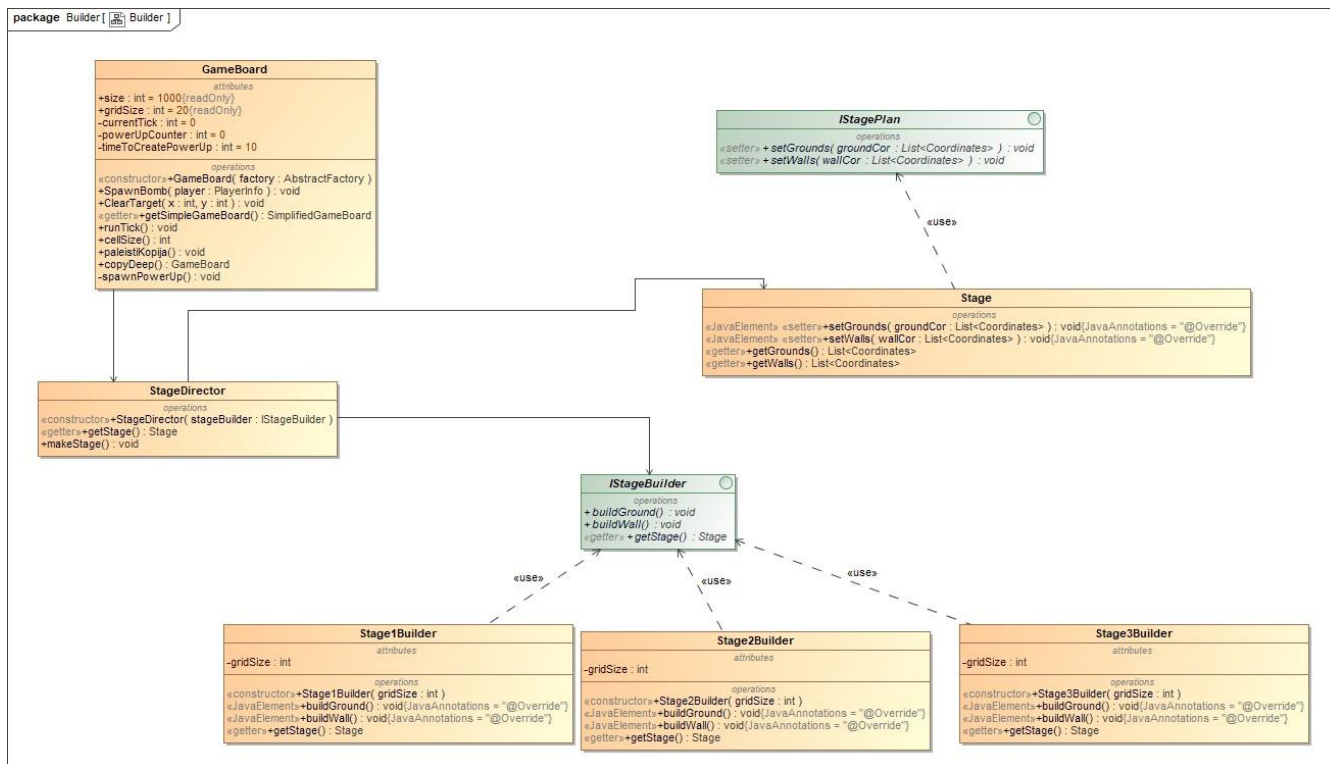 package Builder [ Builder ]
GameBoard
attributes
+size : int = 1000{readOnly}
+gridSize : int = 20{readOnly}
-currentTick : int = 0
-powerUpCounter : int = 0
-timeToCreatePowerUp : int = 10
operations
«constructor»+GameBoard( factory : AbstractFactory )
+SpawnBomb( player : PlayerInfo ) : void
+ClearTarget( x : int, y : int ) : void
«getter»+getSimpleGameBoard() : SimplifiedGameBoard
+runTick() : void
+cellSize() : int
+paleistiKopija() : void
+copyDeep() : GameBoard
-spawnPowerUp() : void
IStagePlan
operations
«setter» + setGrounds( groundCor : List<Coordinates> ) : void
«setter» + setWalls( wallCor : List<Coordinates> ) : void
«use»
Stage
operations
«JavaElement» «setter»+setGrounds( groundCor : List<Coordinates> ) : void{JavaAnnotations = "@Override"}
«JavaElement» «setter»+setWalls( wallCor : List<Coordinates> ) : void{JavaAnnotations = "@Override"}
«getter»+getGrounds() : List<Coordinates>
«getter»+getWalls() : List<Coordinates>
StageDirector
operations
«constructor»+StageDirector( stageBuilder : IStageBuilder )
«getter»+getStage() : Stage
+makeStage() : void
IStageBuilder
operations
+ buildGround() : void
+ buildWall() : void
«getter» + getStage() : Stage
«use»
«use»
«use»
Stage1Builder
attributes
-gridSize : int
operations
«constructor»+Stage1Builder( gridSize : int )
«JavaElement»+buildGround() : void{JavaAnnotations = "@Override"}
«JavaElement»+buildWall() : void{JavaAnnotations = "@Override"}
«getter»+getStage() : Stage
Stage2Builder
attributes
-gridSize : int
operations
«constructor»+Stage2Builder( gridSize : int )
«JavaElement»+buildGround() : void{JavaAnnotations = "@Override"}
«JavaElement»+buildWall() : void{JavaAnnotations = "@Override"}
«getter»+getStage() : Stage
Stage3Builder
attributes
-gridSize : int
operations
«constructor»+Stage3Builder( gridSize : int )
«JavaElement»+buildGround() : void{JavaAnnotations = "@Override"}
«JavaElement»+buildWall() : void{JavaAnnotations = "@Override"}
«getter»+getStage() : Stage